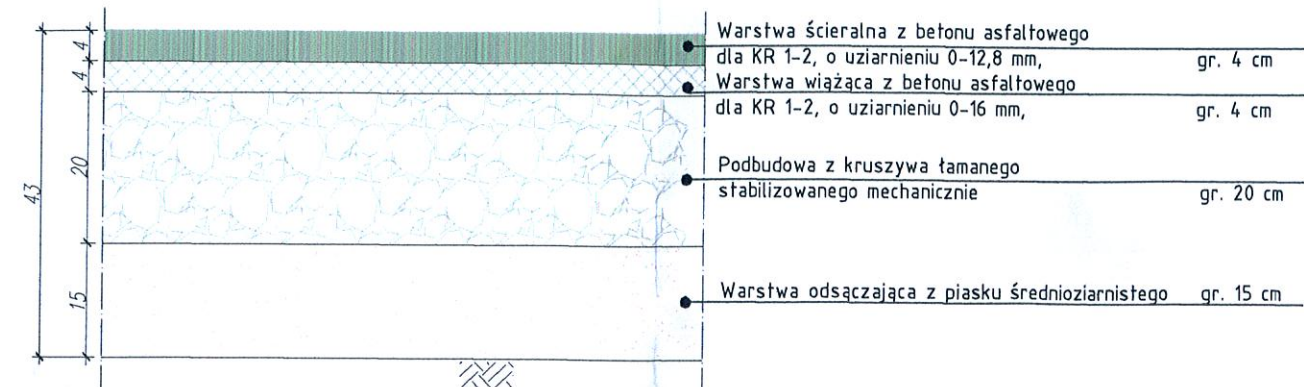 43
4
4
20
15
Warstwa ścieralna z betonu asfaltowego
dla KR 1-2, o uziarnieniu 0-12,8 mm, gr. 4 cm
Warstwa wiążąca z betonu asfaltowego
dla KR 1-2, o uziarnieniu 0-16 mm, gr. 4 cm
Podbudowa z kruszywa łamanego
stabilizowanego mechanicznie gr. 20 cm
Warstwa odsączająca z piasku średnioziarnistego gr. 15 cm